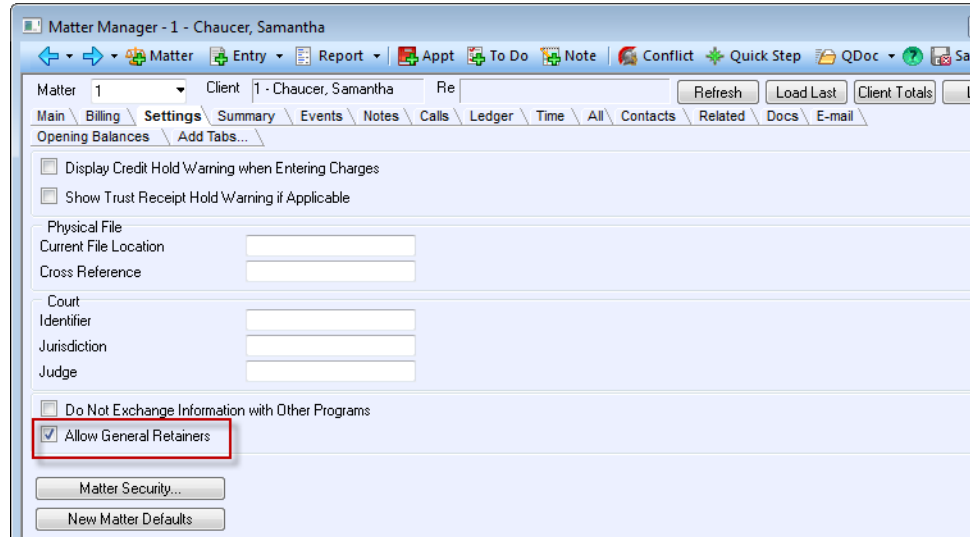 Matter Manager - 1 - Chaucer, Samantha
Matter Entry Report Appt To Do Note Conflict Quick Step QDoc ? Sa
Matter 1 Client 1 - Chaucer, Samantha Re Refresh Load Last Client Totals
Main Billing Settings Summary Events Notes Calls Ledger Time All Contacts Related Docs E-mail
Opening Balances Add Tabs...
Display Credit Hold Warning when Entering Charges
Show Trust Receipt Hold Warning if Applicable
Physical File
Current File Location
Cross Reference
Court
Identifier
Jurisdiction
Judge
Do Not Exchange Information with Other Programs
Allow General Retainers
Matter Security...
New Matter Defaults